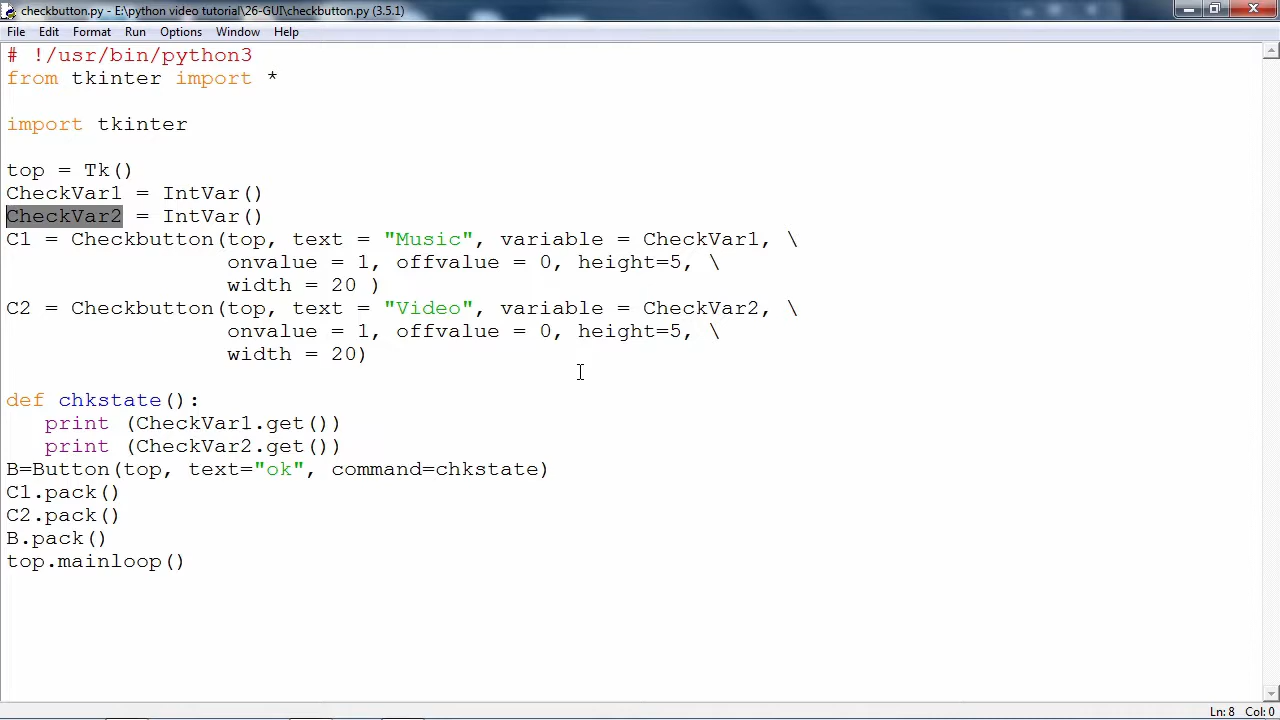 checkbutton.py - E:\python video tutorial\26-GUI\checkbutton.py (3.5.1)
File Edit Format Run Options Window Help
# !/usr/bin/python3
from tkinter import *

import tkinter

top = Tk()
CheckVar1 = IntVar()
CheckVar2 = IntVar()
C1 = Checkbutton(top, text = "Music", variable = CheckVar1, \
                 onvalue = 1, offvalue = 0, height=5, \
                 width = 20 )
C2 = Checkbutton(top, text = "Video", variable = CheckVar2, \
                 onvalue = 1, offvalue = 0, height=5, \
                 width = 20)

def chkstate():
   print (CheckVar1.get())
   print (CheckVar2.get())
B=Button(top, text="ok", command=chkstate)
C1.pack()
C2.pack()
B.pack()
top.mainloop()
Ln: 8 Col: 0